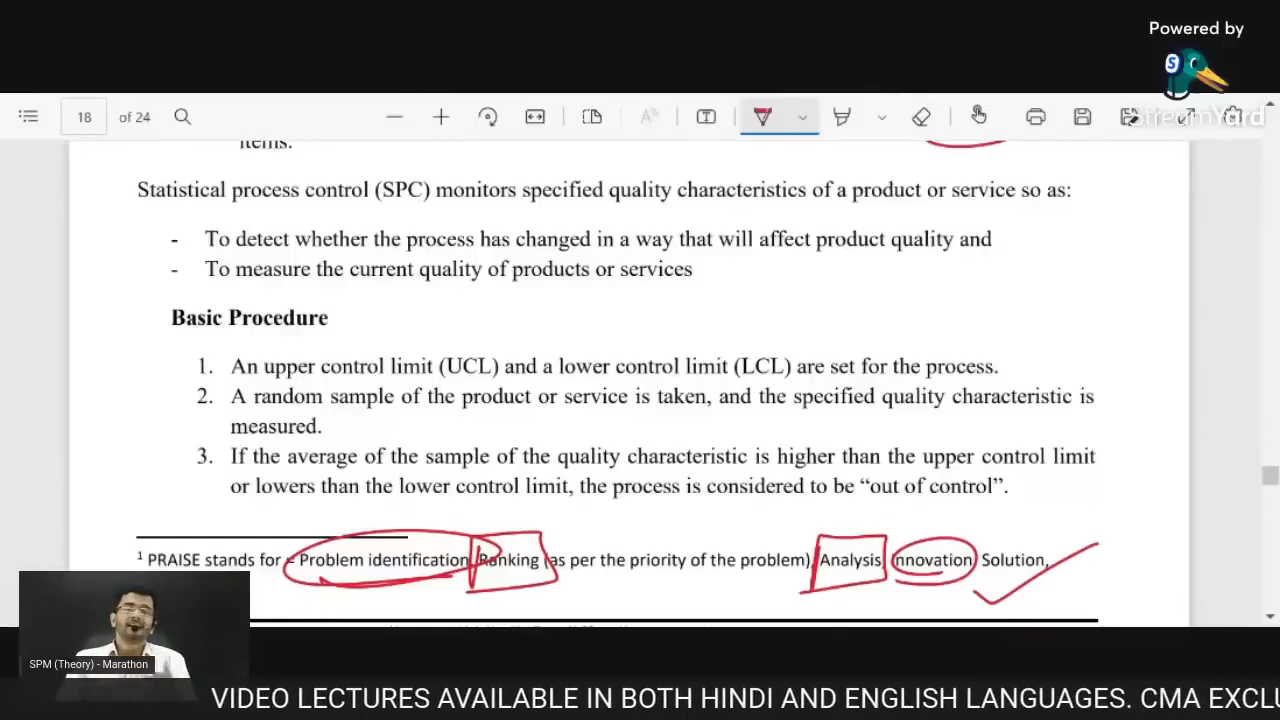 Powered by
S
18 of 24
StreamYard
items.
Statistical process control (SPC) monitors specified quality characteristics of a product or service so as:
- To detect whether the process has changed in a way that will affect product quality and
- To measure the current quality of products or services
Basic Procedure
1. An upper control limit (UCL) and a lower control limit (LCL) are set for the process.
2. A random sample of the product or service is taken, and the specified quality characteristic is
measured.
3. If the average of the sample of the quality characteristic is higher than the upper control limit
or lowers than the lower control limit, the process is considered to be “out of control”.
1 PRAISE stands for – Problem identification, Ranking (as per the priority of the problem), Analysis, Innovation, Solution,
SPM (Theory) - Marathon
VIDEO LECTURES AVAILABLE IN BOTH HINDI AND ENGLISH LANGUAGES. CMA EXCLU